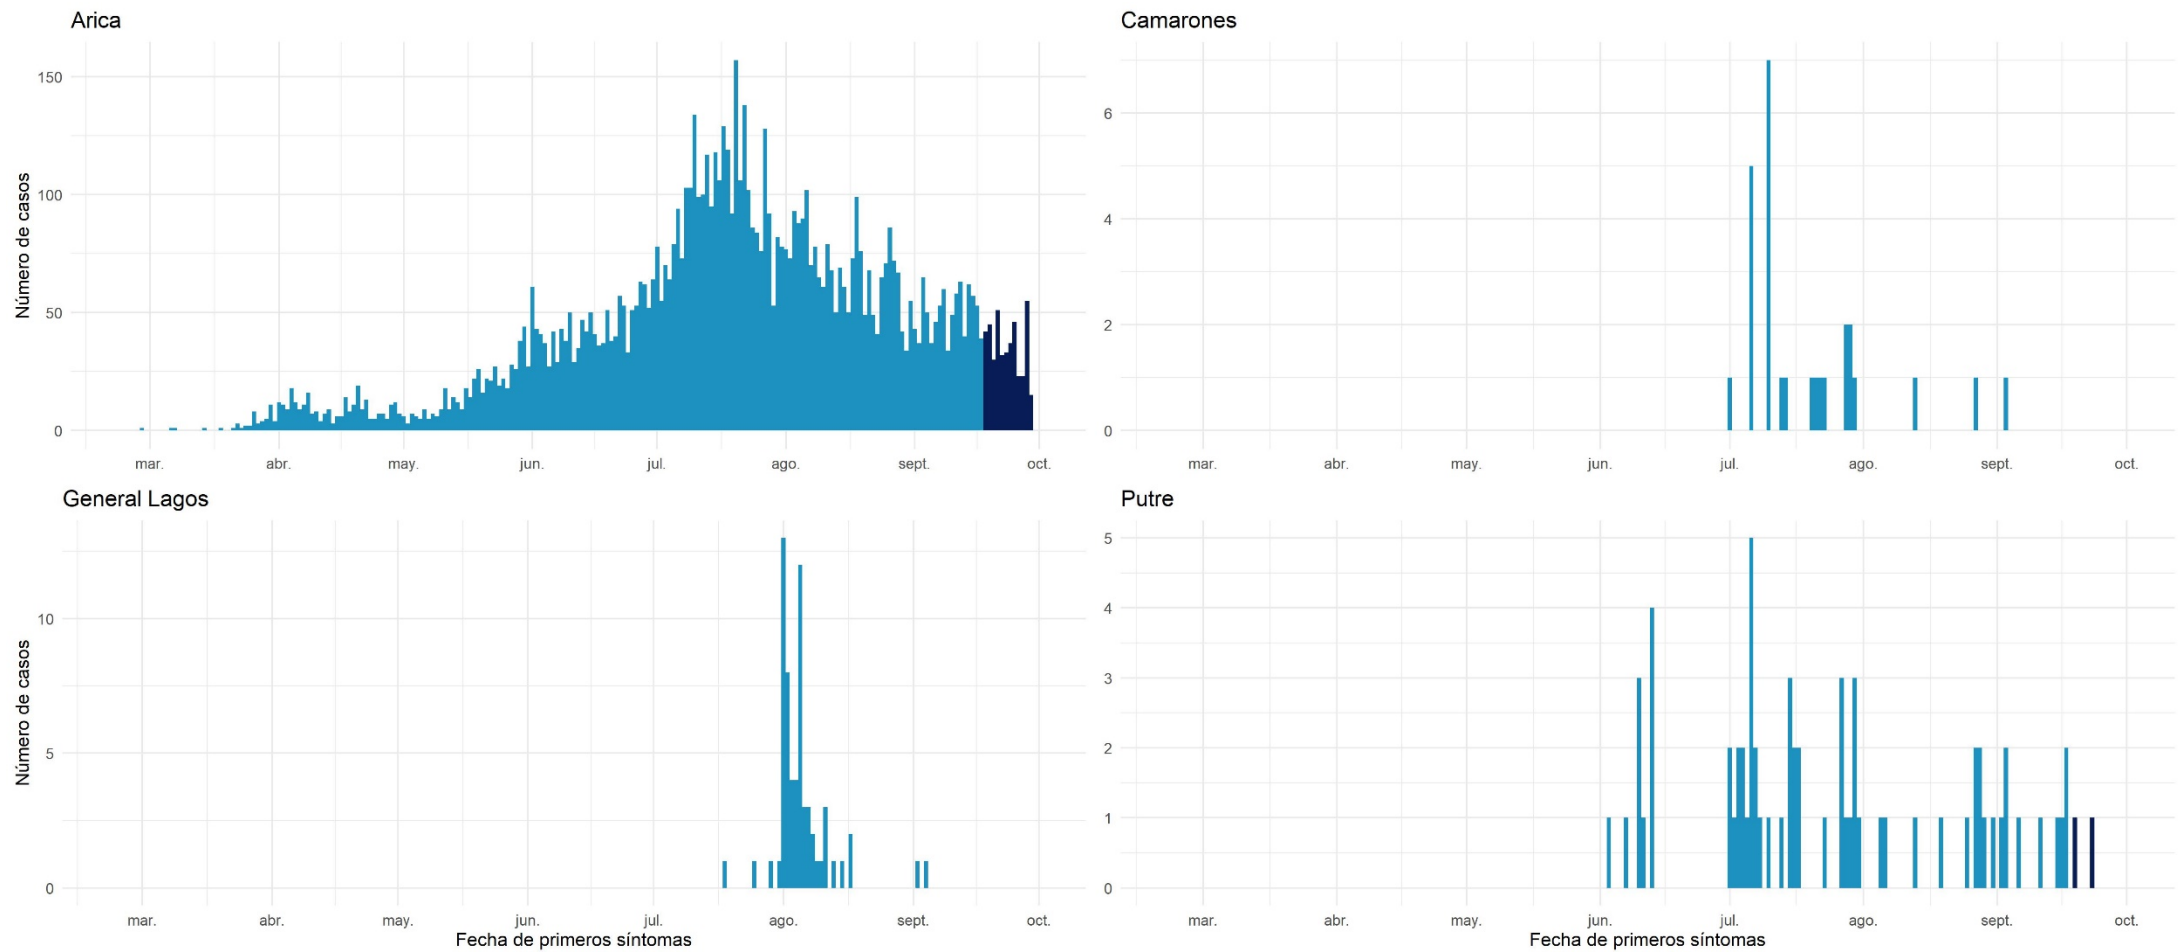 Arica
Número de casos
150
100
50
0
mar. abr. may. jun. jul. ago. sept. oct.
Camarones
6
4
2
0
mar. abr. may. jun. jul. ago. sept. oct.
General Lagos
Número de casos
10
5
0
mar. abr. may. jun. jul. ago. sept. oct.
Fecha de primeros síntomas
Putre
5
4
3
2
1
0
mar. abr. may. jun. jul. ago. sept. oct.
Fecha de primeros síntomas